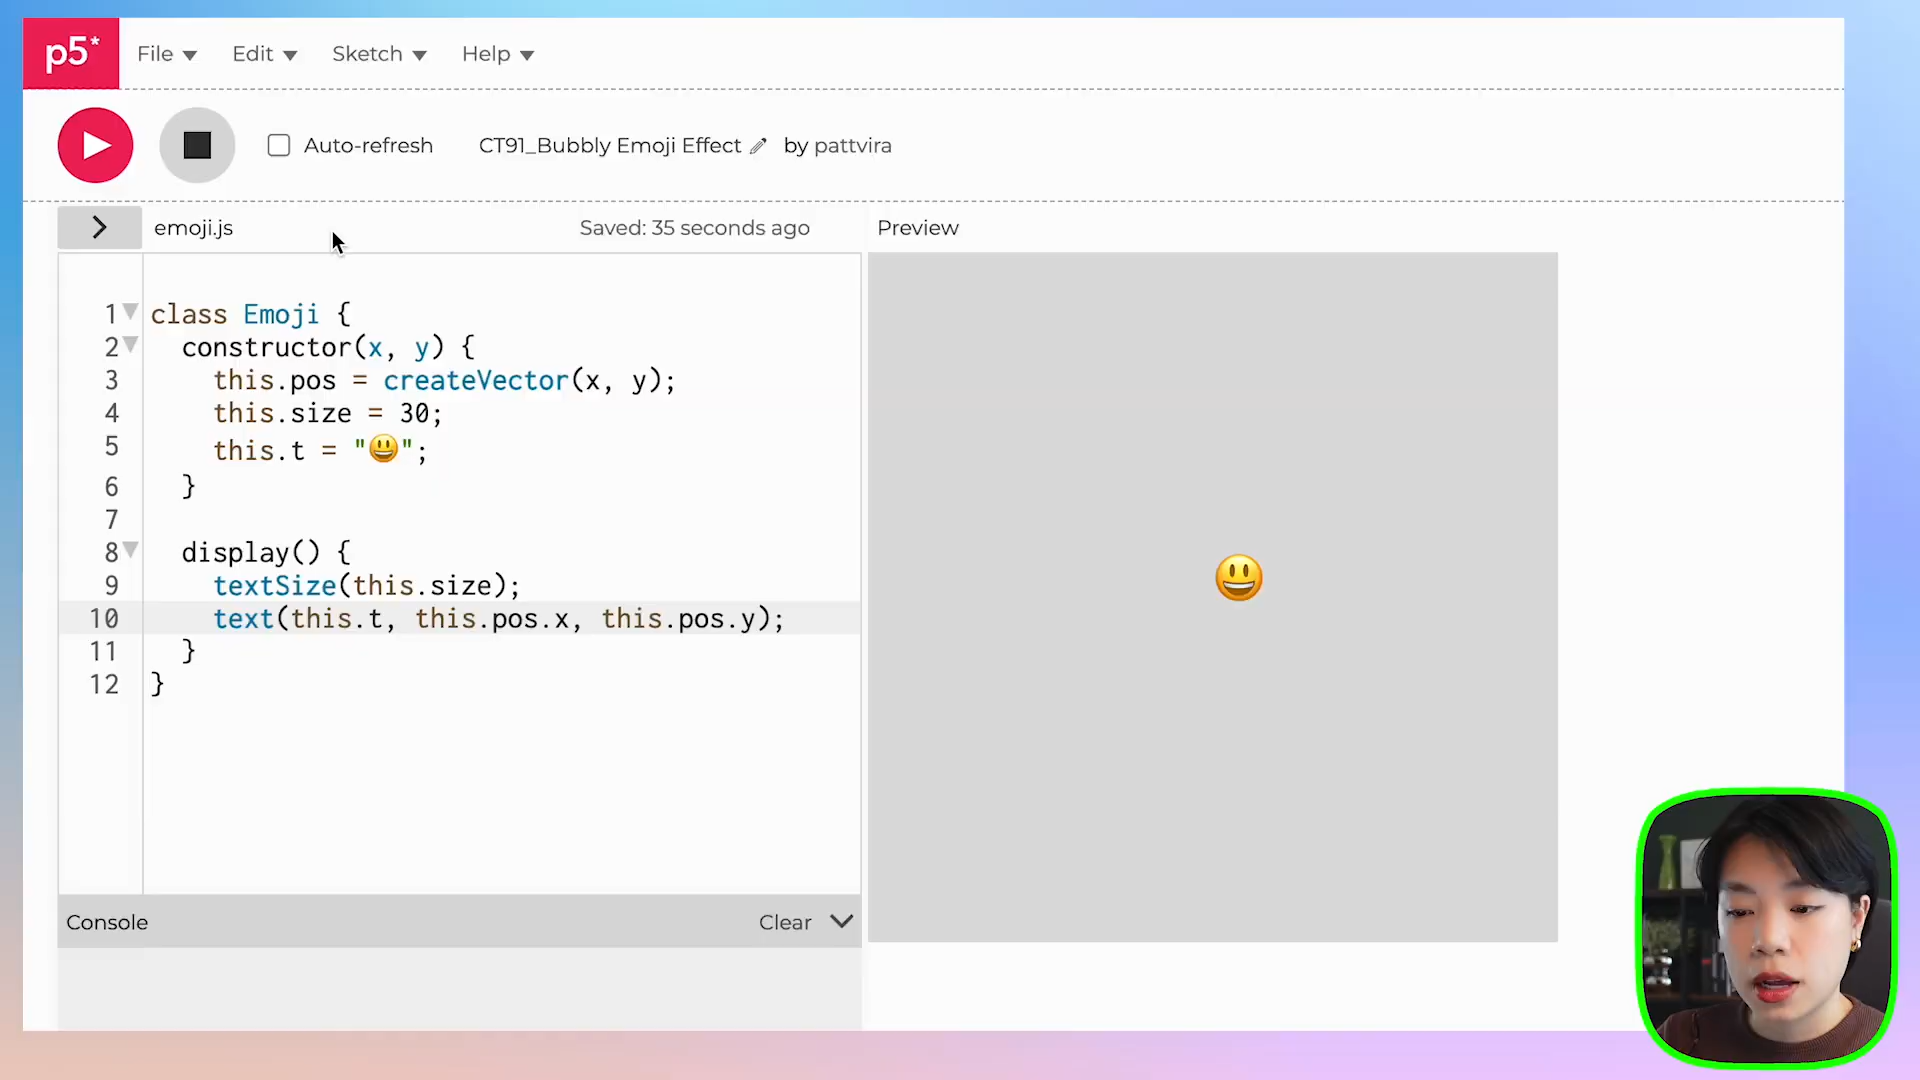 p5*
File Edit Sketch Help
Auto-refresh CT91_Bubbly Emoji Effect by pattvira
emoji.js Saved: 35 seconds ago Preview
1 class Emoji {
2 constructor(x, y) {
3 this.pos = createVector(x, y);
4 this.size = 30;
5 this.t = "😃";
6 }
7
8 display() {
9 textSize(this.size);
10 text(this.t, this.pos.x, this.pos.y);
11 }
12 }
Console Clear